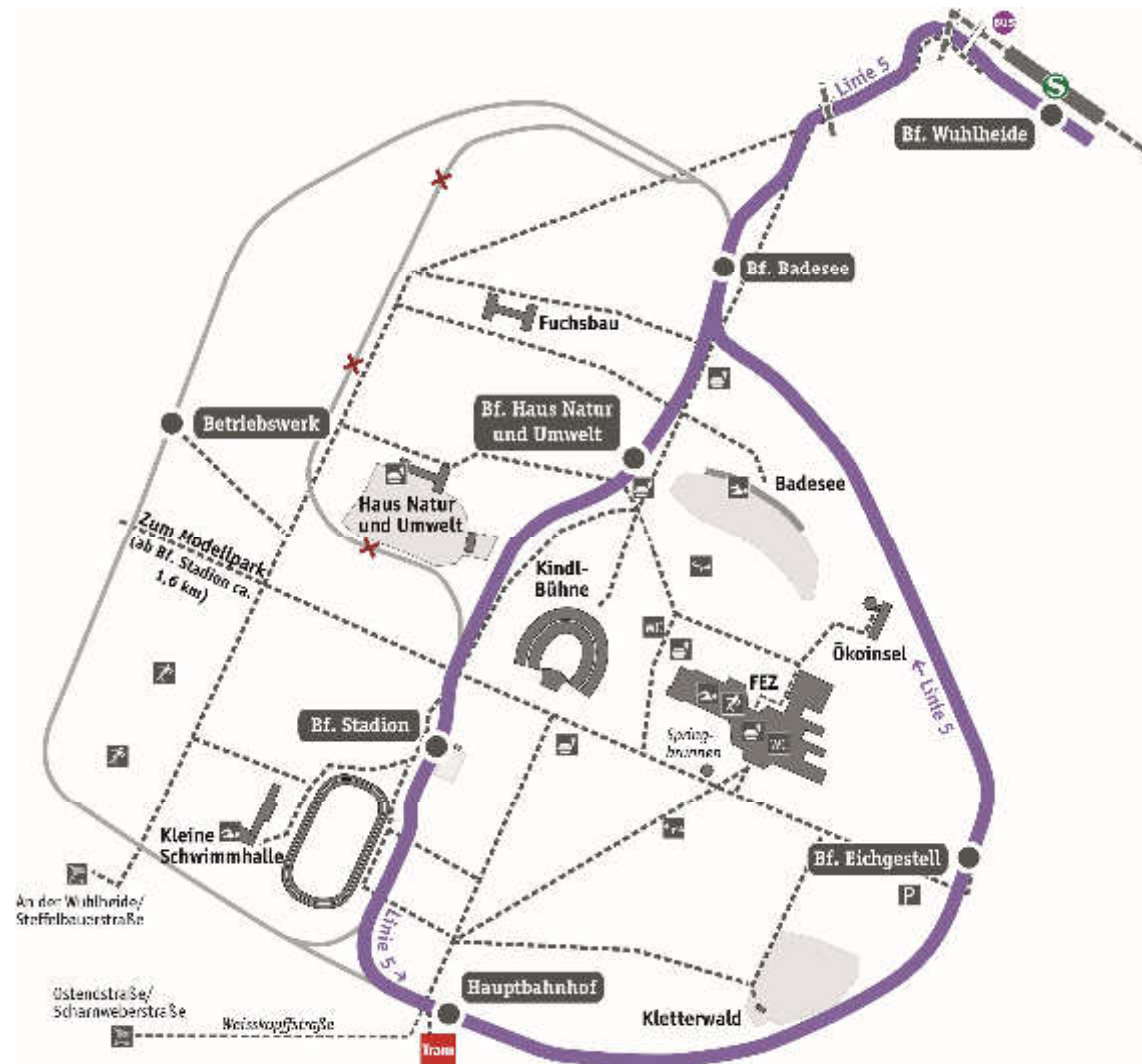 BUS
Linie 5
S
Bf. Wuhlheide
Bf. Badesee
Fuchsbau
Bf. Haus Natur
und Umwelt
Betriebswerk
Haus Natur
und Umwelt
Badesee
Zum Modellpark
(ab Bf. Stadion ca.
1,6 km)
Kindl-
Bühne
WC
Ökoinsel
FEZ
← Linie 5
Bf. Stadion
Spring-
brunnen
WC
Kleine
Schwimmhalle
Bf. Eichgestell
P
An der Wuhlheide/
Steffelbauerstraße
Linie 5 →
Hauptbahnhof
Ostendstraße/
Scharnweberstraße
Weisskopffstraße
Kletterwald
Tram